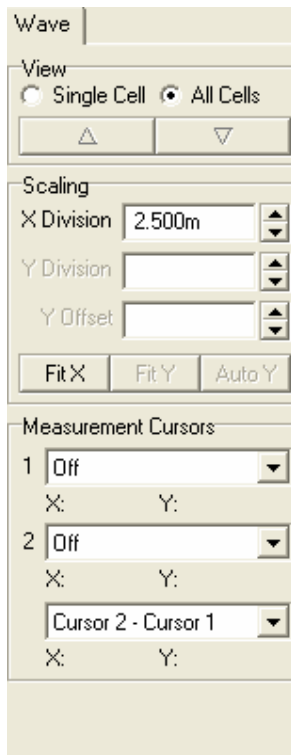 Wave
View
Single Cell All Cells
Scaling
X Division 2.500m
Y Division
Y Offset
Fit X Fit Y Auto Y
Measurement Cursors
1 Off
X: Y:
2 Off
X: Y:
Cursor 2 - Cursor 1
X: Y: